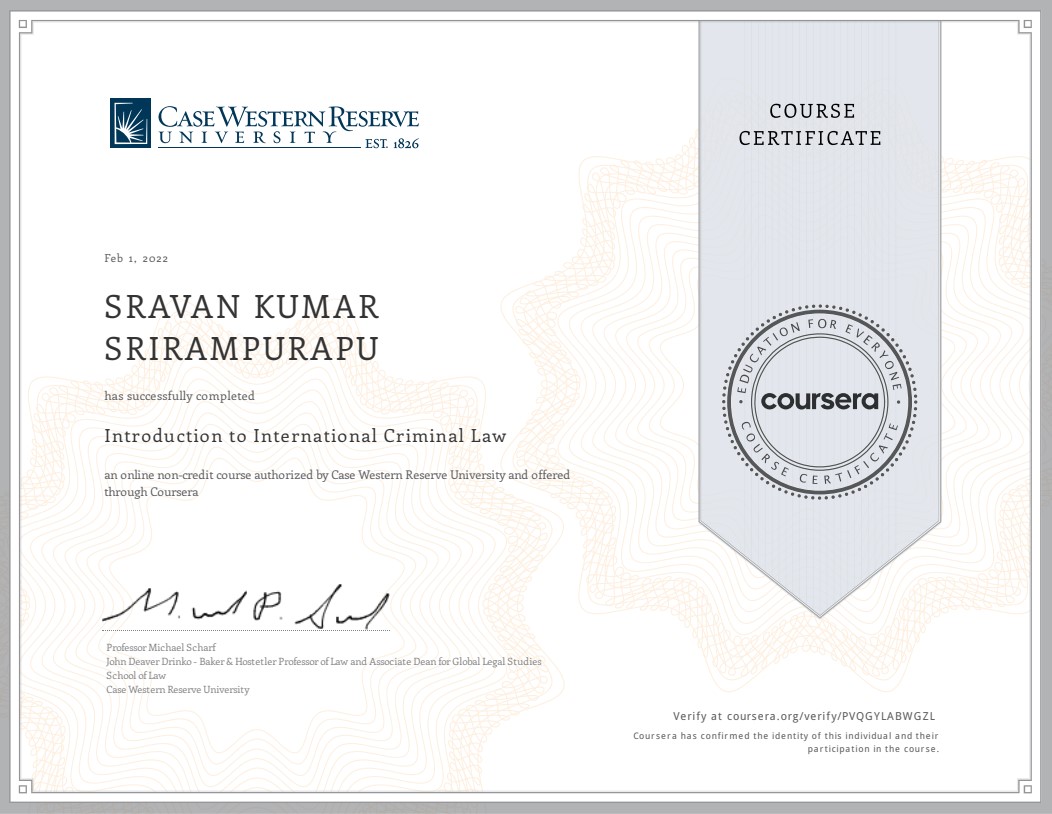 CASE WESTERN RESERVE
UNIVERSITY
EST. 1826
COURSE
CERTIFICATE
Feb 1, 2022
SRAVAN KUMAR
SRIRAMPURAPU
has successfully completed
Introduction to International Criminal Law
an online non-credit course authorized by Case Western Reserve University and offered
through Coursera
EDUCATION FOR EVERYONE
coursera
COURSE CERTIFICATE
Professor Michael Scharf
John Deaver Drinko - Baker & Hostetler Professor of Law and Associate Dean for Global Legal Studies
School of Law
Case Western Reserve University
Verify at coursera.org/verify/PVQGYLABWGZL
Coursera has confirmed the identity of this individual and their
participation in the course.